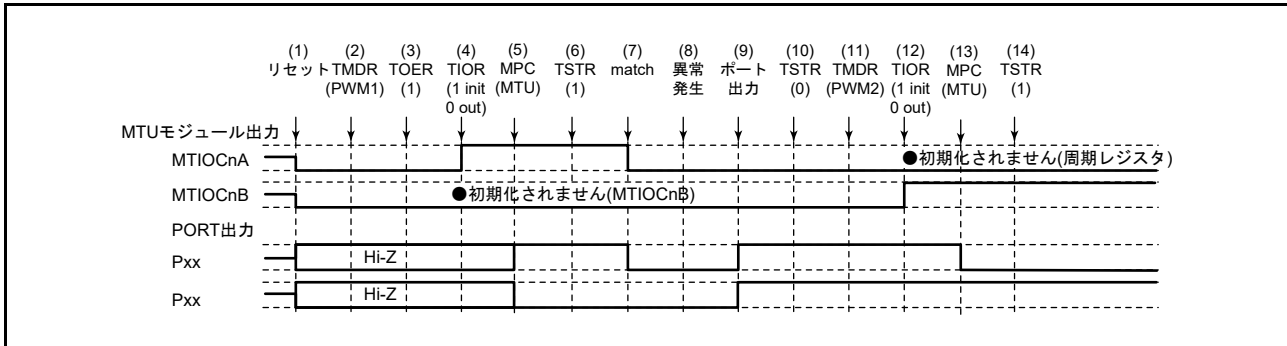 (1) (2) (3) (4) (5) (6) (7) (8) (9) (10) (11) (12) (13) (14)
リセット TMDR TOER TIOR MPC TSTR match 異常 ポート TSTR TMDR TIOR MPC TSTR
(PWM1) (1) (1 init (MTU) (1) 発生 出力 (0) (PWM2) (1 init (MTU) (1)
0 out) 0 out)
MTUモジュール出力
MTIOCnA ●初期化されません(周期レジスタ)
MTIOCnB ●初期化されません(MTIOCnB)
PORT出力
Pxx Hi-Z
Pxx Hi-Z